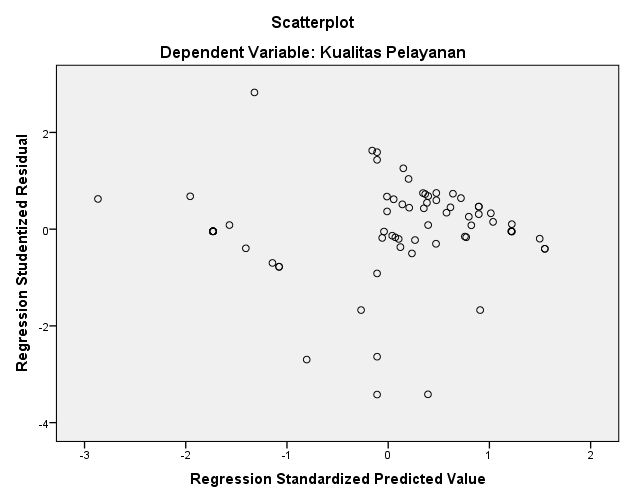 Scatterplot
Dependent Variable: Kualitas Pelayanan
Regression Studentized Residual
2
0
-2
-4
-3
-2
-1
0
1
2
Regression Standardized Predicted Value